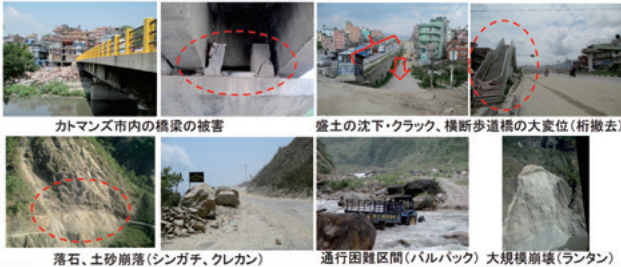 カトマンズ市内の橋梁の被害
盛土の沈下・クラック、横断歩道橋の大変位(桁撤去)
落石、土砂崩落(シンガチ、クレカン)
通行困難区間(バルパック)
大規模崩壊(ランタン)